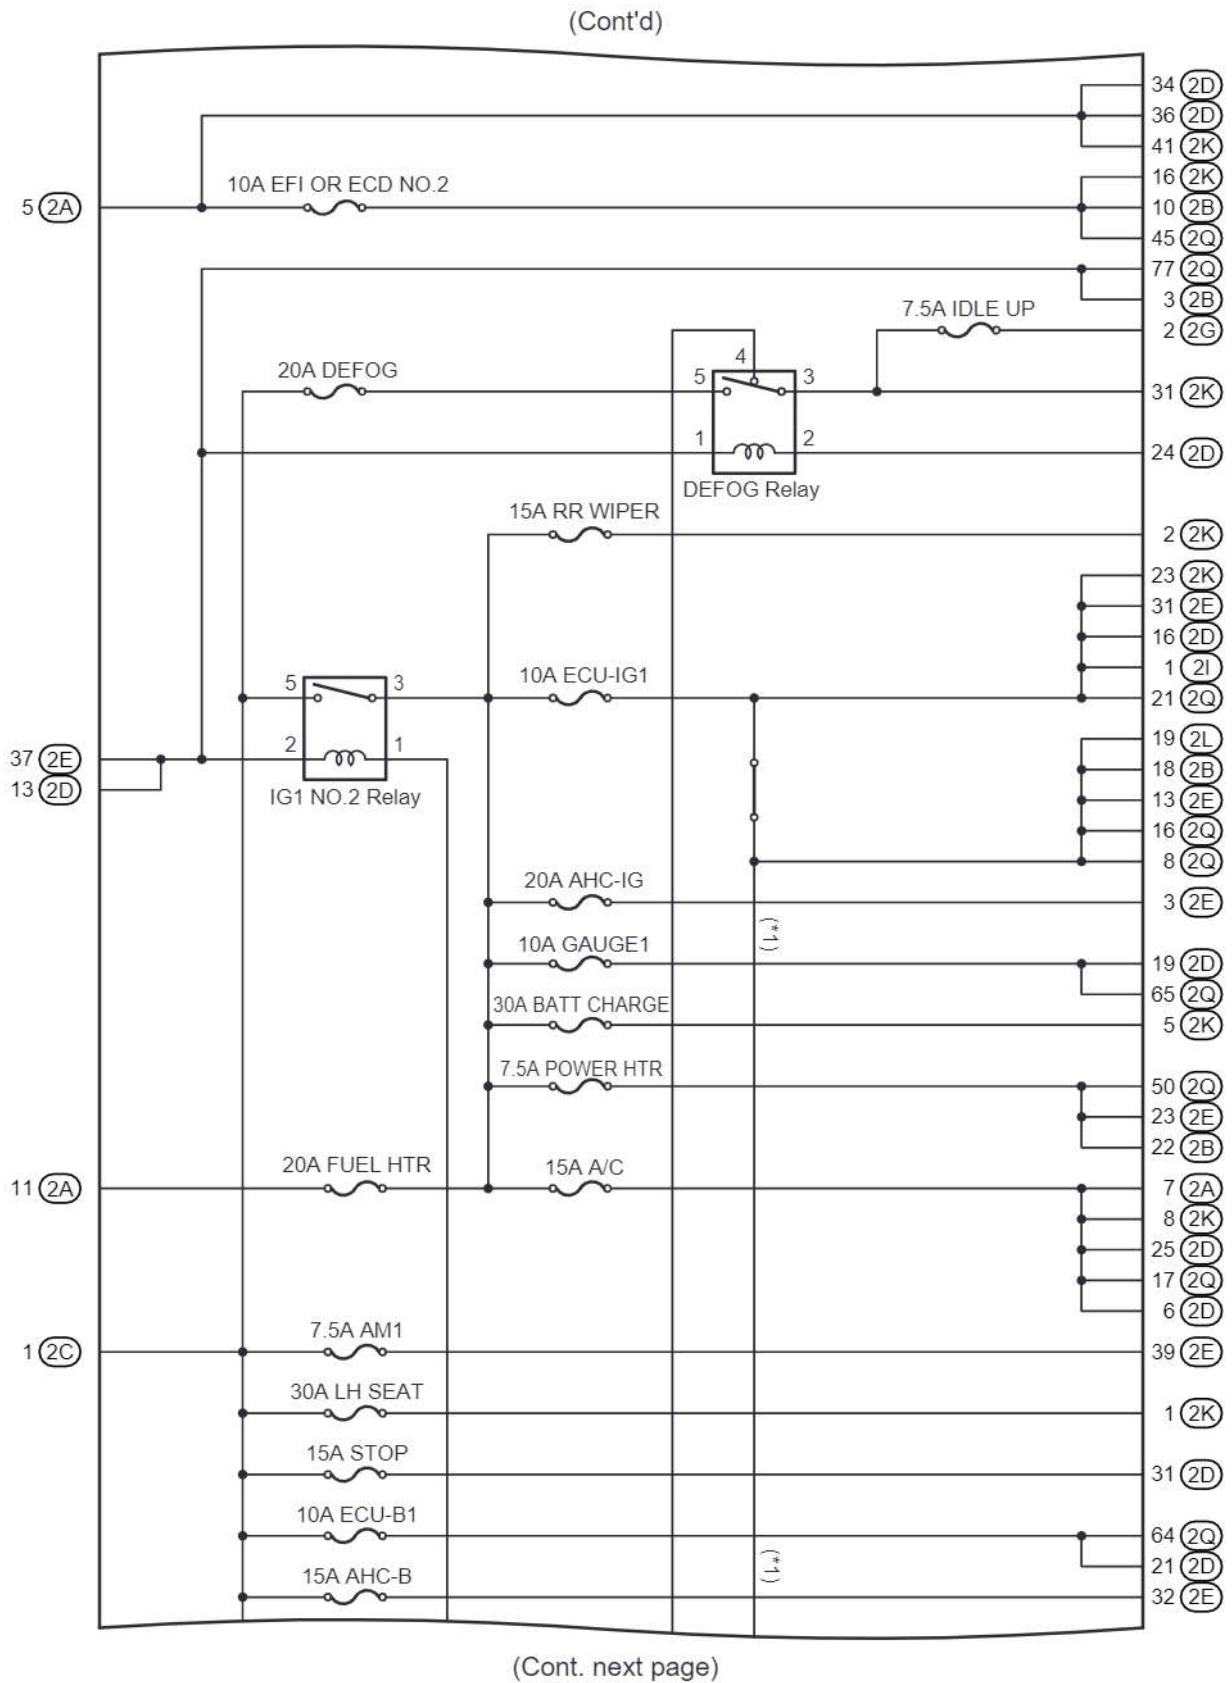 (Cont'd)
34 2D
36 2D
41 2K
16 2K
10A EFI OR ECD NO.2
5 2A
10 2B
45 2Q
77 2Q
3 2B
7.5A IDLE UP
2 2G
4
20A DEFOG
5 3
31 2K
1 2
24 2D
DEFOG Relay
15A RR WIPER
2 2K
23 2K
31 2E
16 2D
1 2I
10A ECU-IG1
5 3
21 2Q
19 2L
2 1
37 2E
18 2B
13 2D
IG1 NO.2 Relay
13 2E
16 2Q
8 2Q
20A AHC-IG
3 2E
(*1)
10A GAUGE1
19 2D
65 2Q
30A BATT CHARGE
5 2K
7.5A POWER HTR
50 2Q
23 2E
22 2B
20A FUEL HTR
15A A/C
11 2A
7 2A
8 2K
25 2D
17 2Q
6 2D
7.5A AM1
1 2C
39 2E
30A LH SEAT
1 2K
15A STOP
31 2D
10A ECU-B1
64 2Q
(*1)
21 2D
15A AHC-B
32 2E
(Cont. next page)